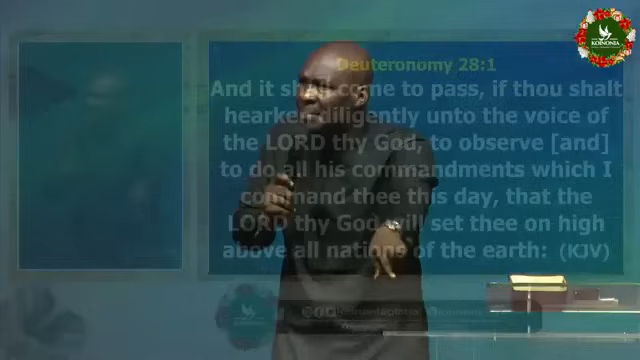 KOINONIA
Deuteronomy 28:1
And it shall come to pass, if thou shalt
hearken diligently unto the voice of
the LORD thy God, to observe [and]
to do all his commandments which I
command thee this day, that the
LORD thy God will set thee on high
above all nations of the earth: (KJV)
koinoniaglobal